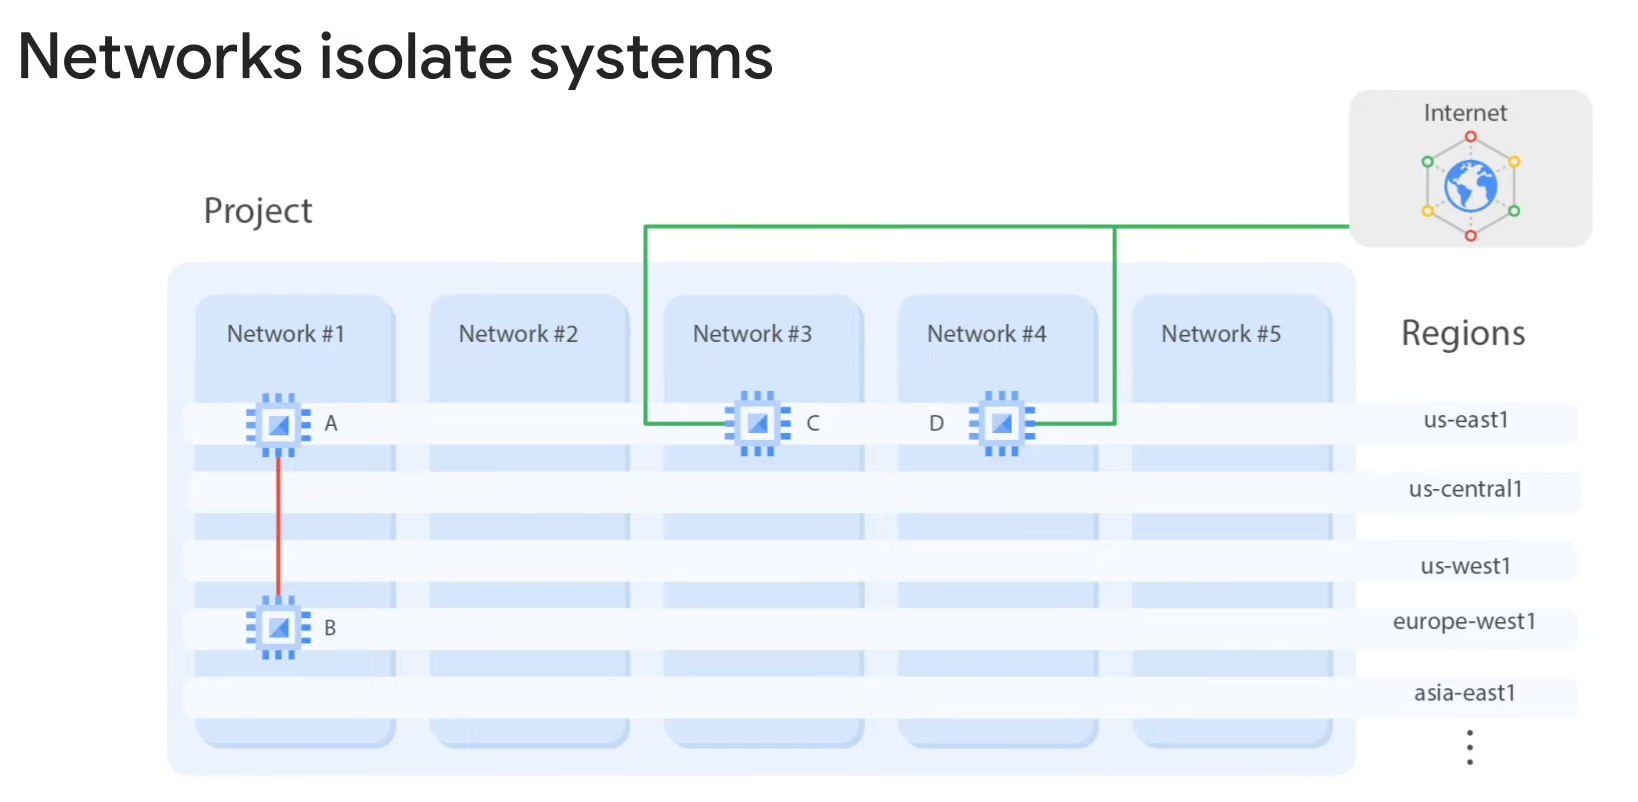 Networks isolate systems
Internet
Project
Network #1
Network #2
Network #3
Network #4
Network #5
Regions
A
C
D
us-east1
us-central1
us-west1
B
europe-west1
asia-east1